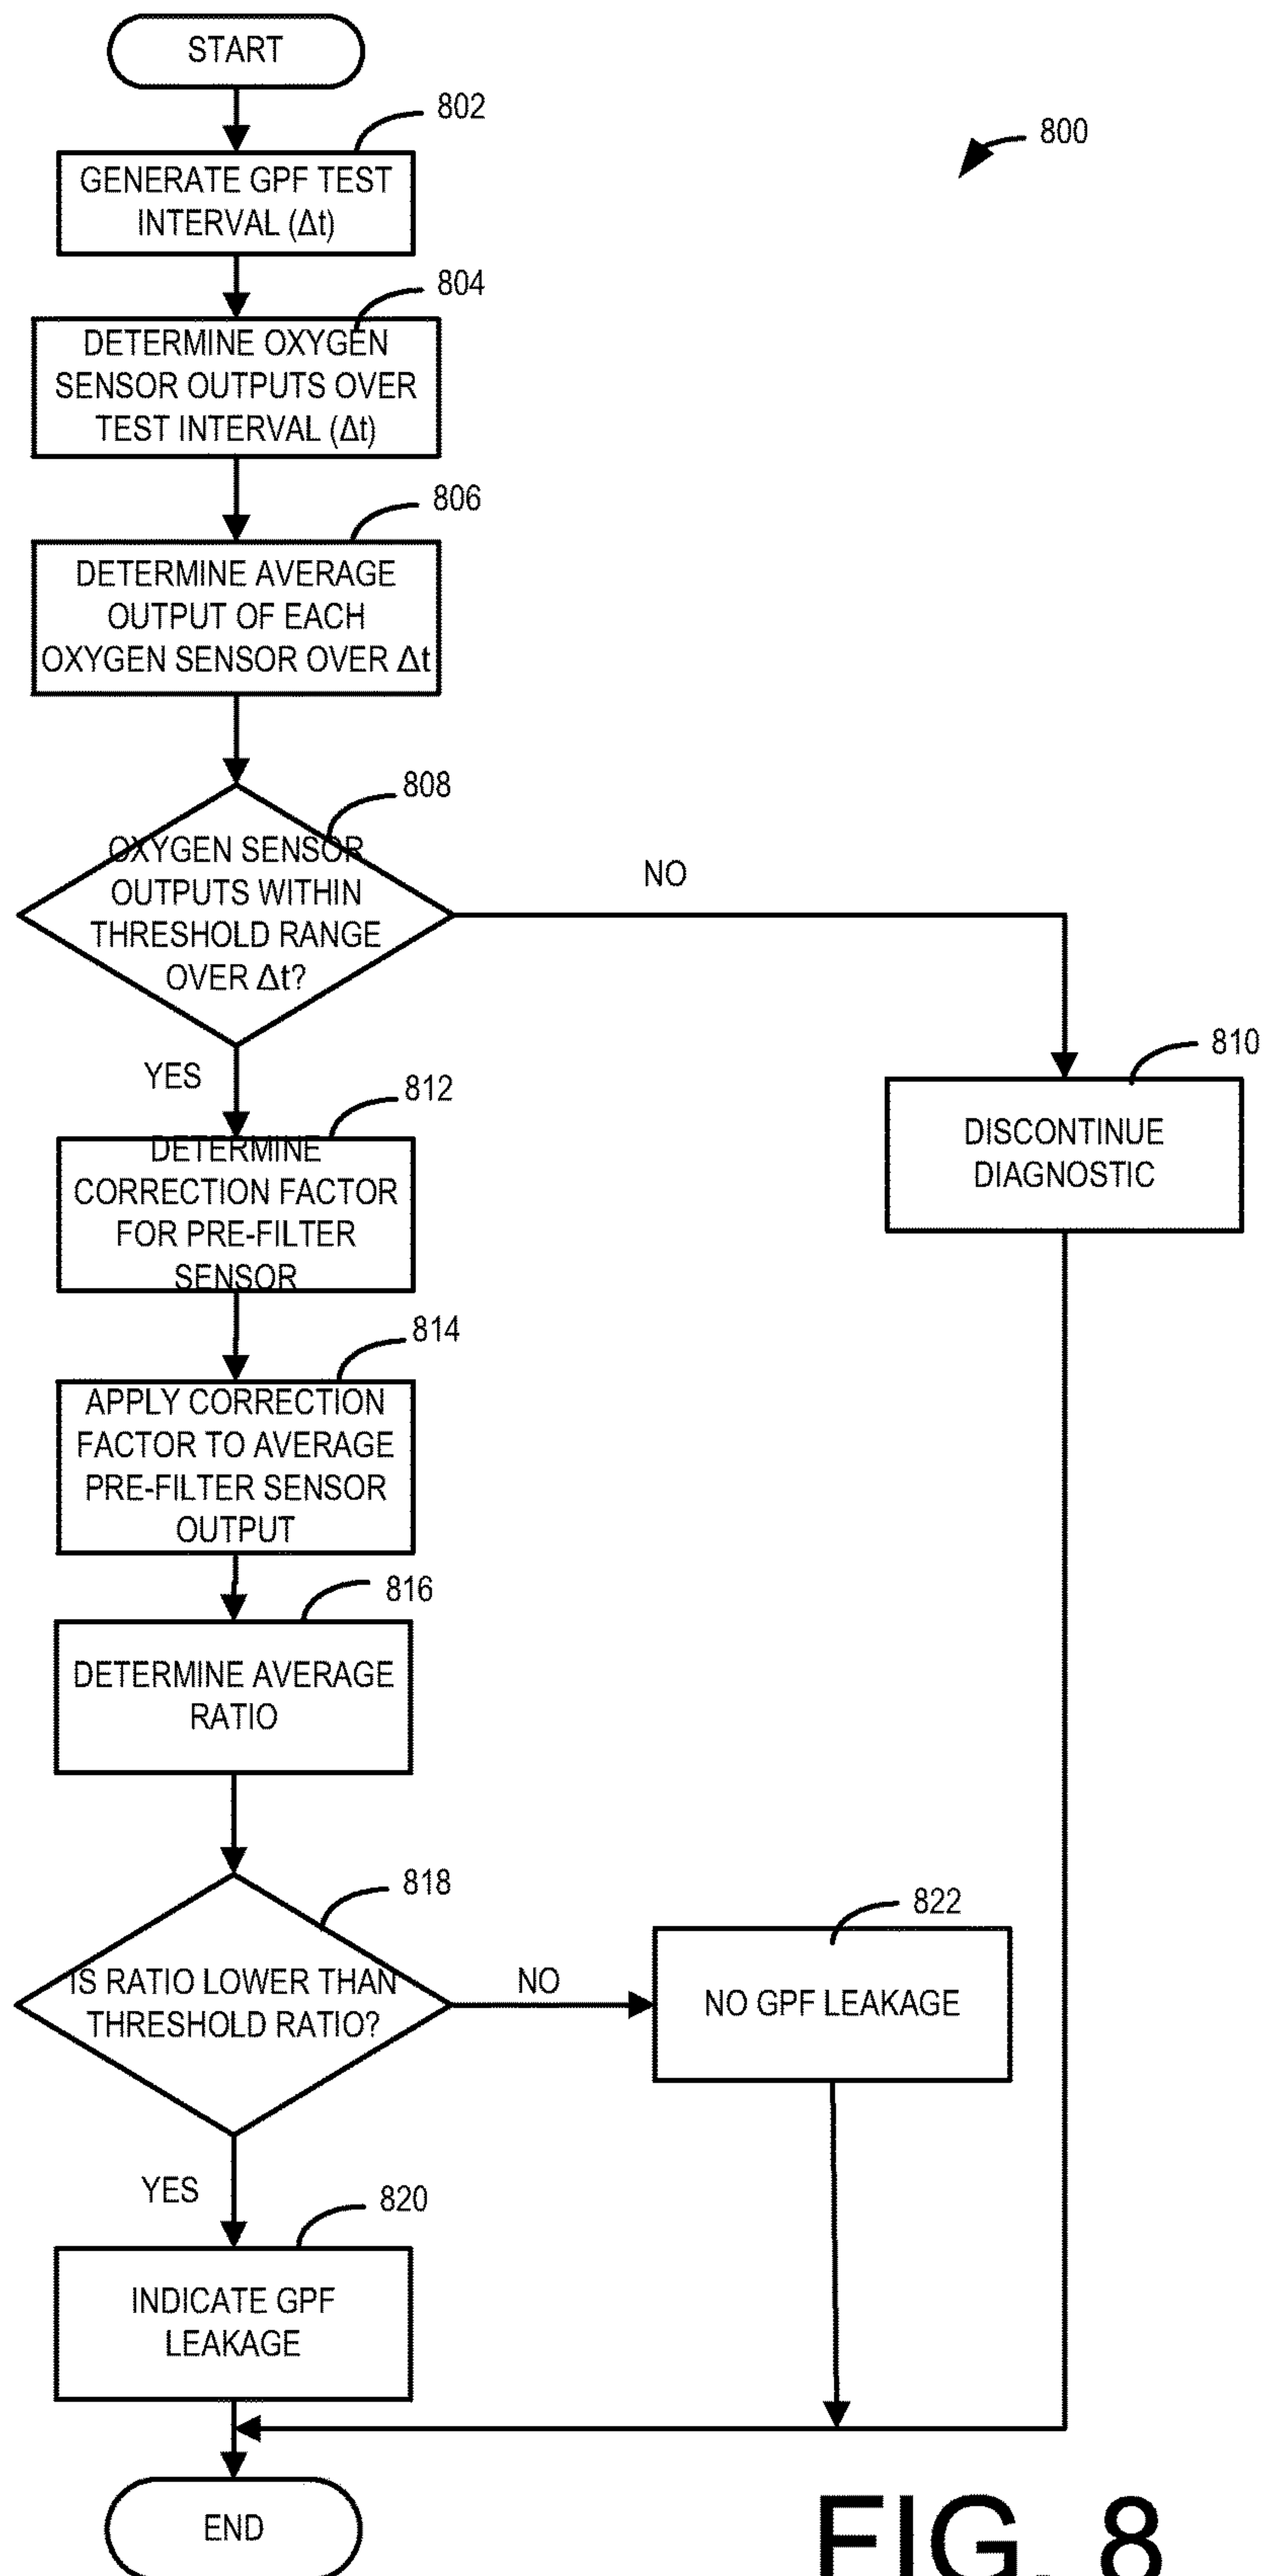 START
802
800
GENERATE GPF TEST
INTERVAL (Δt)
804
DETERMINE OXYGEN
SENSOR OUTPUTS OVER
TEST INTERVAL (Δt)
806
DETERMINE AVERAGE
OUTPUT OF EACH
OXYGEN SENSOR OVER Δt
808
OXYGEN SENSOR
OUTPUTS WITHIN
THRESHOLD RANGE
OVER Δt?
NO
YES
810
DISCONTINUE
DIAGNOSTIC
812
DETERMINE
CORRECTION FACTOR
FOR PRE-FILTER
SENSOR
814
APPLY CORRECTION
FACTOR TO AVERAGE
PRE-FILTER SENSOR
OUTPUT
816
DETERMINE AVERAGE
RATIO
818
IS RATIO LOWER THAN
THRESHOLD RATIO?
NO
822
NO GPF LEAKAGE
YES
820
INDICATE GPF
LEAKAGE
END
FIG. 8